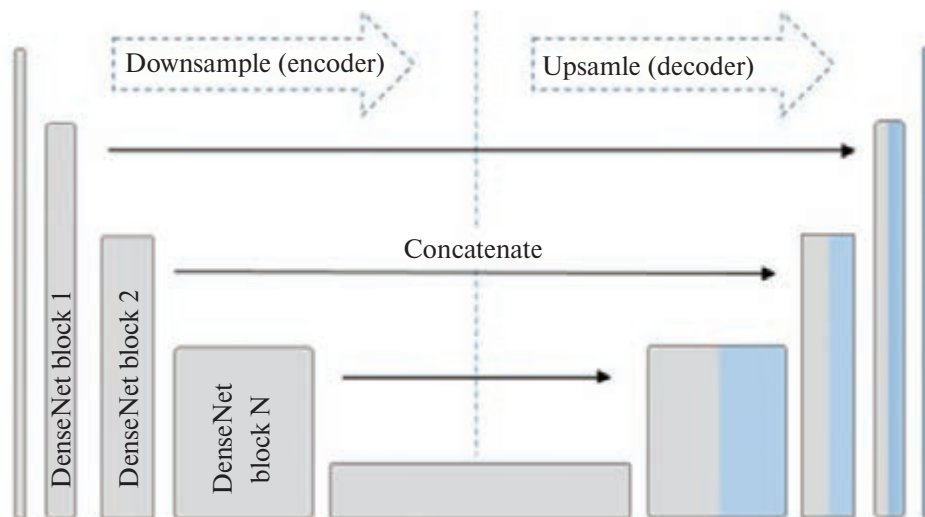 Downsample (encoder)
Upsamle (decoder)
Concatenate
DenseNet block 1
DenseNet block 2
DenseNet
block N